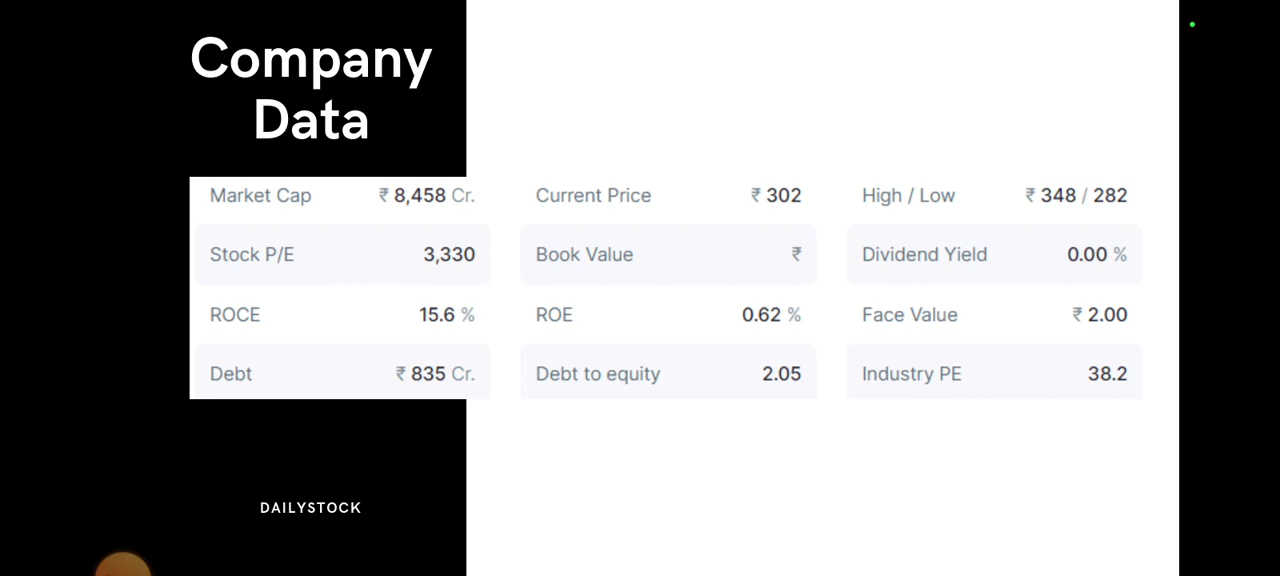 Company
Data
Market Cap ₹ 8,458 Cr. Current Price ₹ 302 High / Low ₹ 348 / 282
Stock P/E 3,330 Book Value ₹ Dividend Yield 0.00 %
ROCE 15.6 % ROE 0.62 % Face Value ₹ 2.00
Debt ₹ 835 Cr. Debt to equity 2.05 Industry PE 38.2
DAILYSTOCK